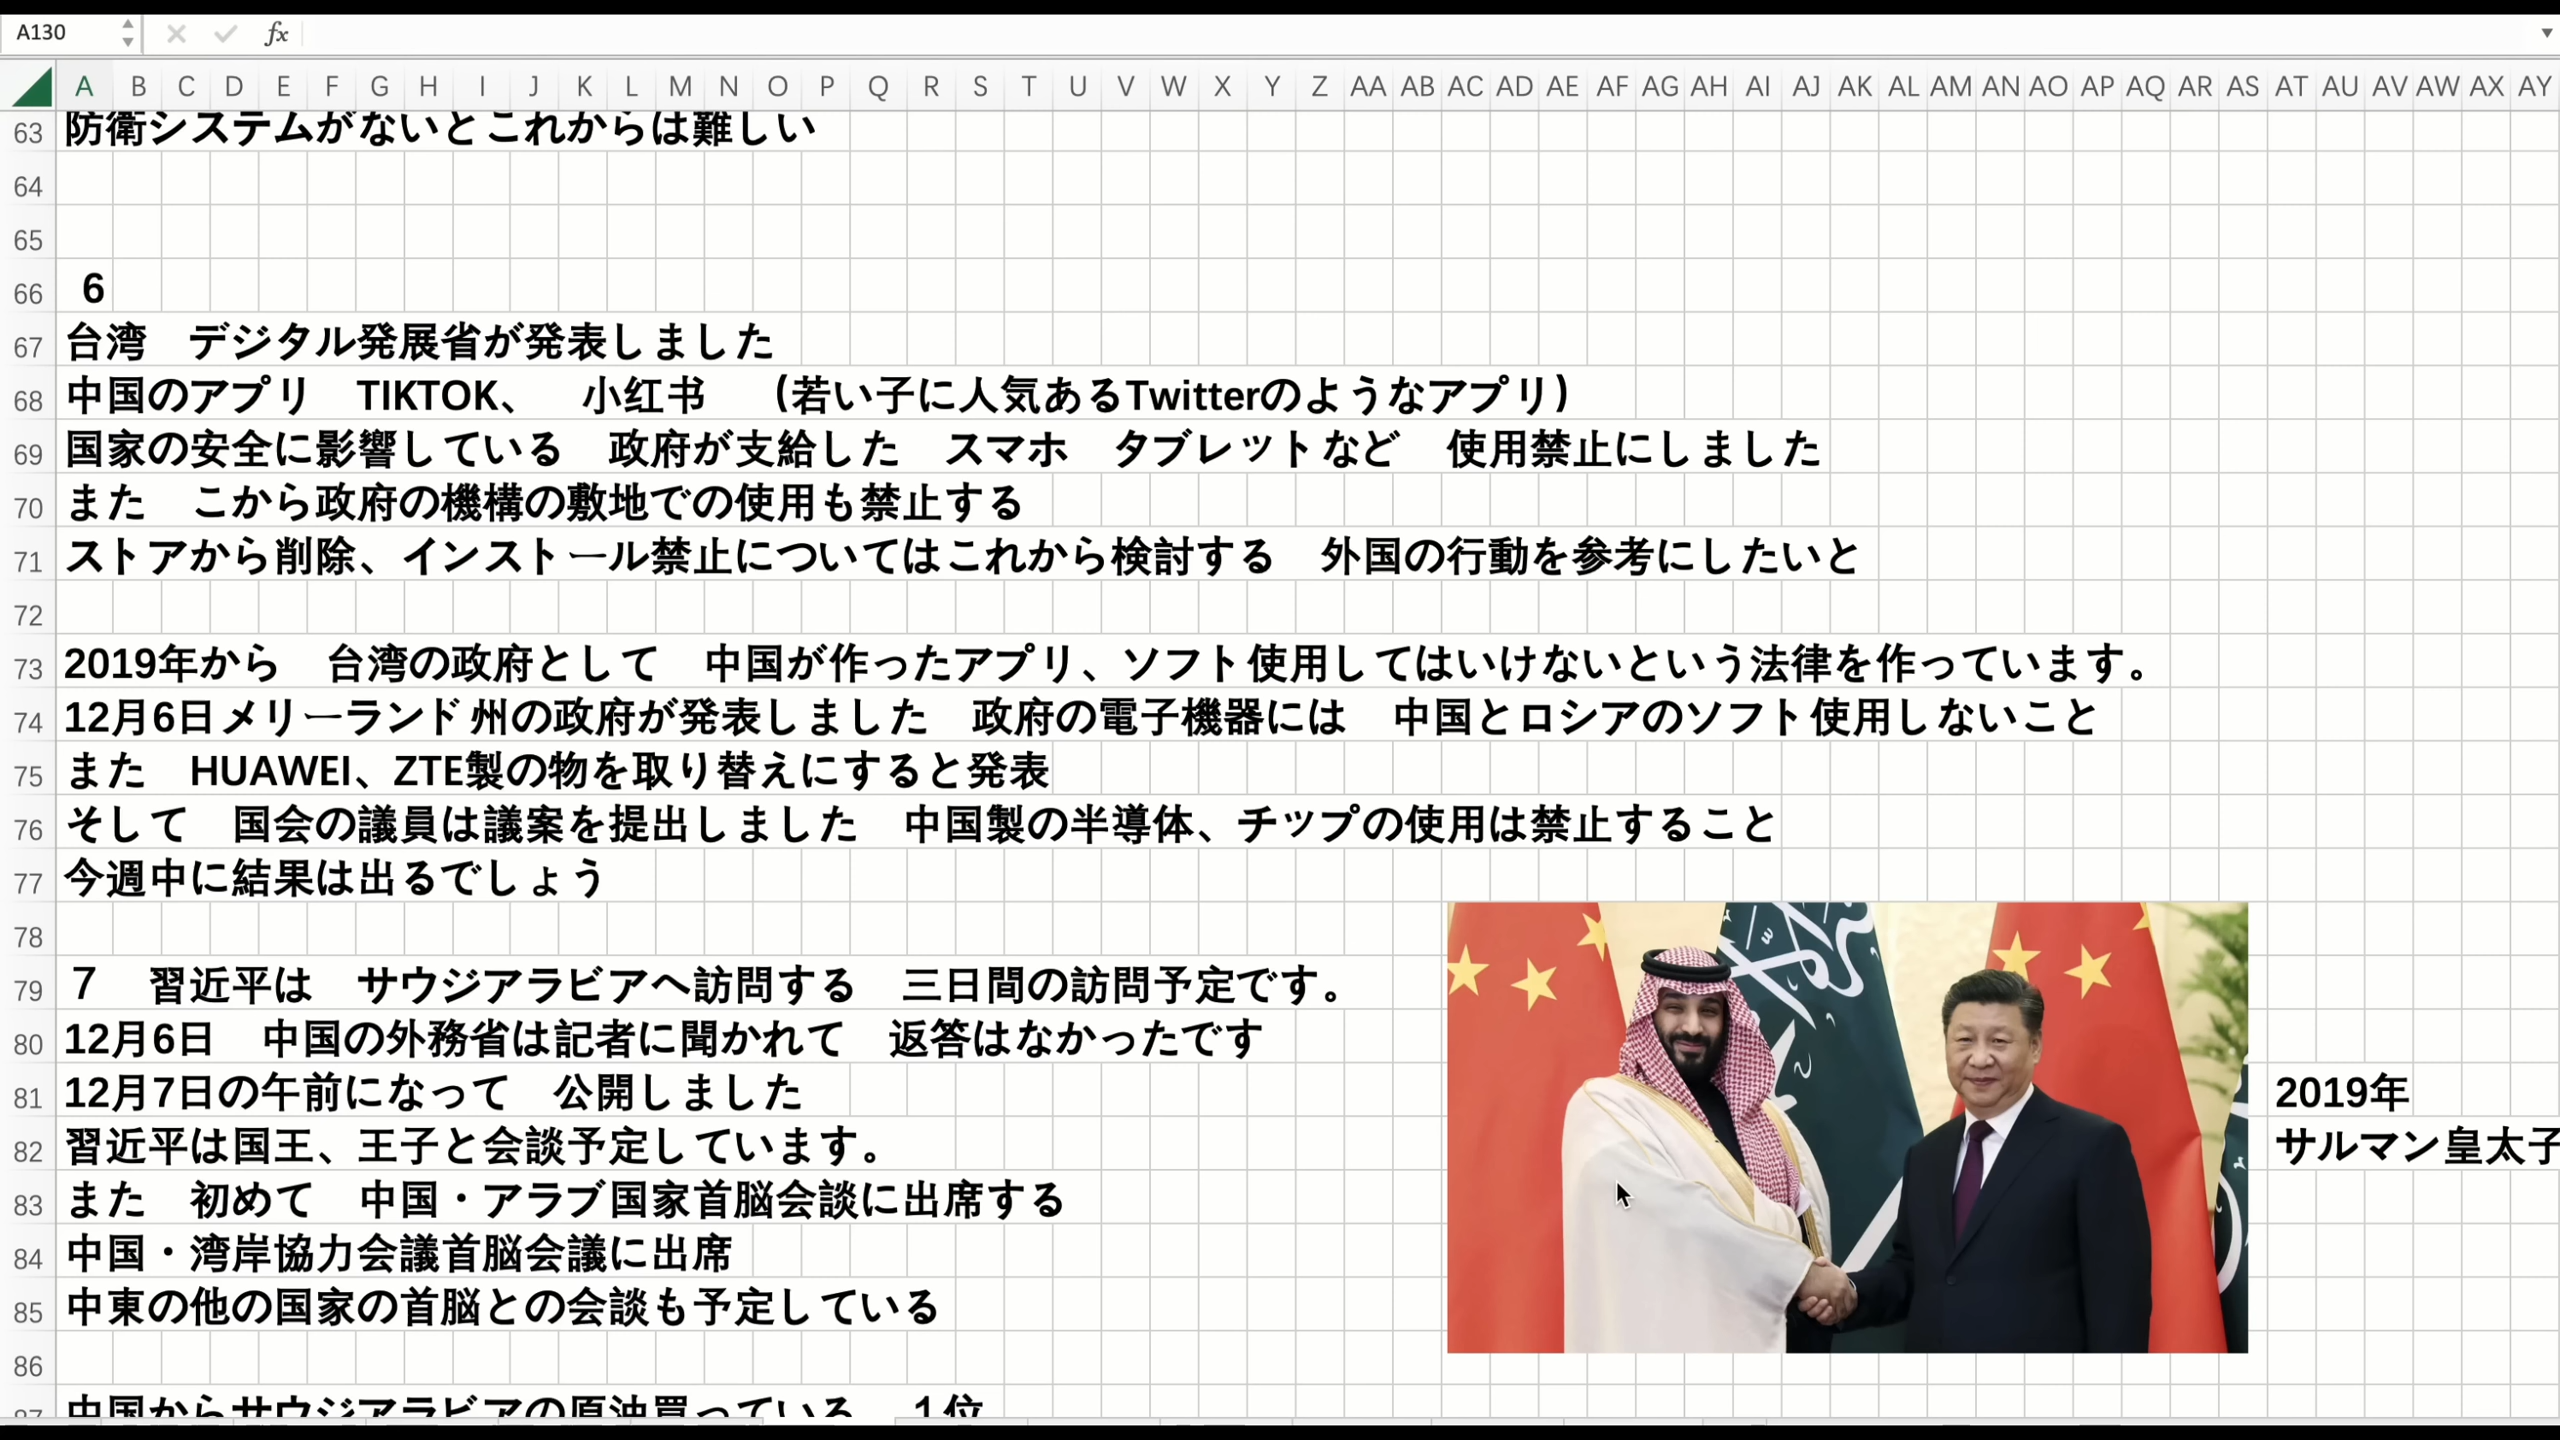 A130
fx
A B C D E F G H I J K L M N O P Q R S T U V W X Y Z AA AB AC AD AE AF AG AH AI AJ AK AL AM AN AO AP AQ AR AS AT AU AV AW AX AY
63 防衛システムがないとこれからは難しい
64
65
66 6
67 台湾　デジタル発展省が発表しました
68 中国のアプリ　TIKTOK、　小红书　（若い子に人気あるTwitterのようなアプリ）
69 国家の安全に影響している　政府が支給した　スマホ　タブレットなど　使用禁止にしました
70 また　こから政府の機構の敷地での使用も禁止する
71 ストアから削除、インストール禁止についてはこれから検討する　外国の行動を参考にしたいと
72
73 2019年から　台湾の政府として　中国が作ったアプリ、ソフト使用してはいけないという法律を作っています。
74 12月6日メリーランド州の政府が発表しました　政府の電子機器には　中国とロシアのソフト使用しないこと
75 また　HUAWEI、ZTE製の物を取り替えにすると発表
76 そして　国会の議員は議案を提出しました　中国製の半導体、チップの使用は禁止すること
77 今週中に結果は出るでしょう
78
79 7　習近平は　サウジアラビアへ訪問する　三日間の訪問予定です。
80 12月6日　中国の外務省は記者に聞かれて　返答はなかったです
81 12月7日の午前になって　公開しました　2019年
82 習近平は国王、王子と会談予定しています。　サルマン皇太子
83 また　初めて　中国・アラブ国家首脳会談に出席する
84 中国・湾岸協力会議首脳会議に出席
85 中東の他の国家の首脳との会談も予定している
86
87 中国からサウジアラビアの原油買っている　1位